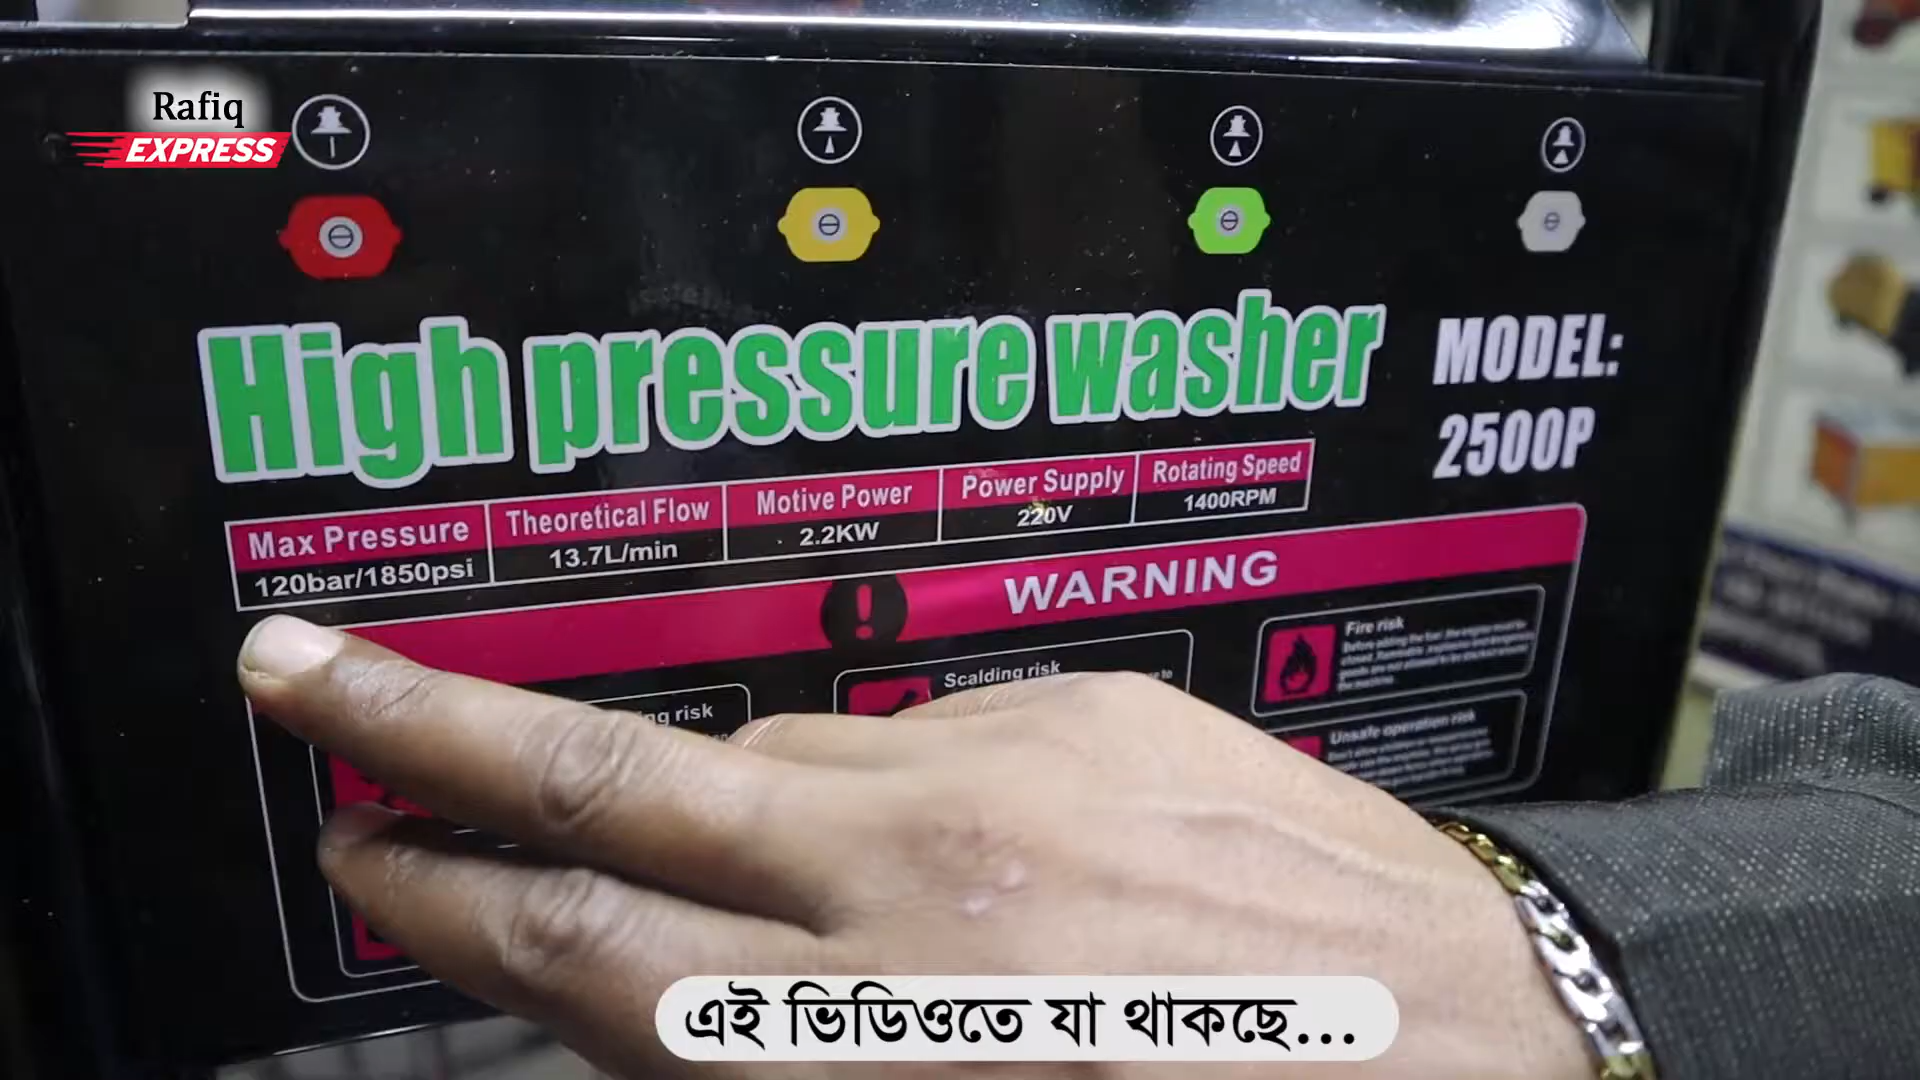 Rafiq
EXPRESS
High pressure washer
MODEL:
2500P
Max Pressure
120bar/1850psi
Theoretical Flow
13.7L/min
Motive Power
2.2KW
Power Supply
220V
Rotating Speed
1400RPM
WARNING
risk
Scalding risk
Fire risk
Unsafe operation risk
এই ভিডিওতে যা থাকছে...